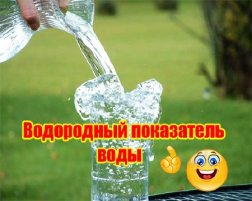 Водородный показатель
воды